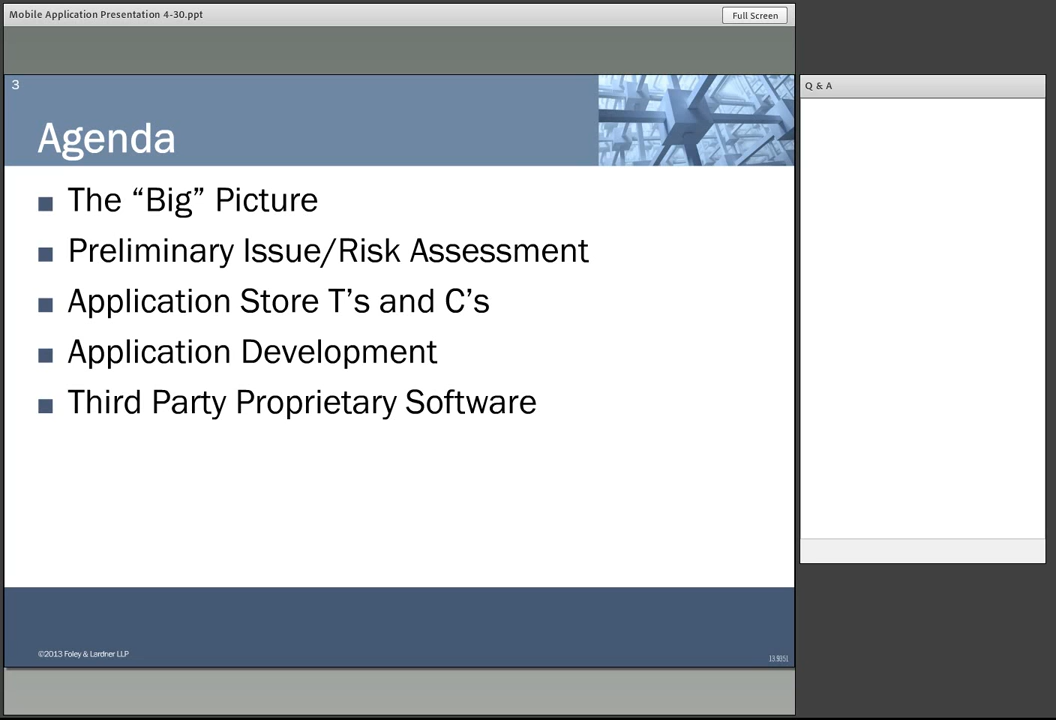 Mobile Application Presentation 4-30.ppt
Full Screen
3
Q & A
Agenda
The “Big” Picture
Preliminary Issue/Risk Assessment
Application Store T’s and C’s
Application Development
Third Party Proprietary Software
©2013 Foley & Lardner LLP